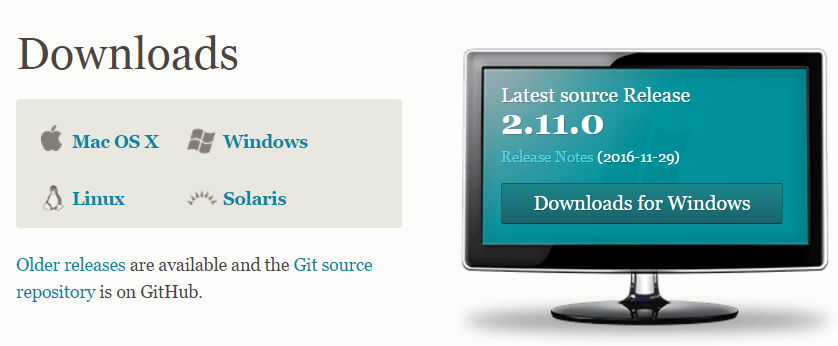 Downloads
Mac OS X
Windows
Linux
Solaris
Older releases are available and the Git source
repository is on GitHub.
Latest source Release
2.11.0
Release Notes (2016-11-29)
Downloads for Windows